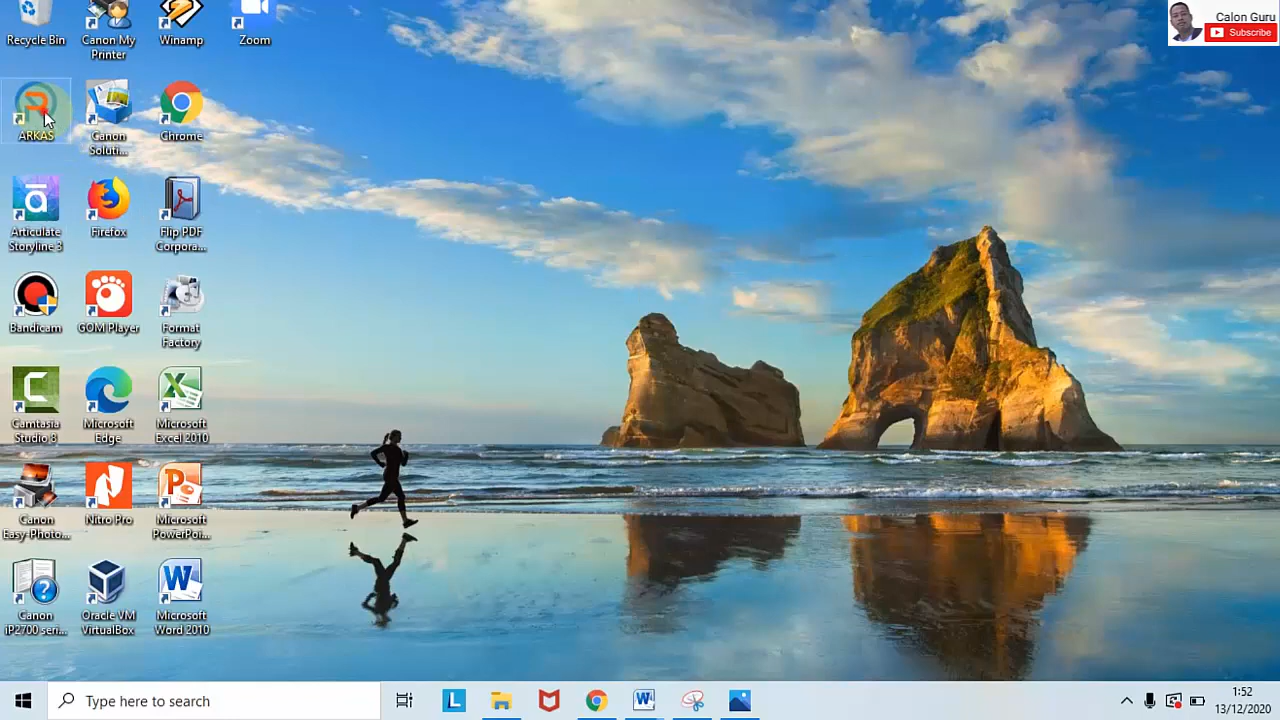 Recycle Bin
Canon My
Printer
Winamp
Zoom
Calon Guru
Subscribe
ARKAS
Canon
Soluti...
Chrome
Articulate
Storyline 3
Firefox
Flip PDF
Corpora...
Bandicam
GOM Player
Format
Factory
Camtasia
Studio 8
Microsoft
Edge
Microsoft
Excel 2010
Canon
Easy-Photo...
Nitro Pro
Microsoft
PowerPoi...
Canon
iP2700 seri...
Oracle VM
VirtualBox
Microsoft
Word 2010
Type here to search
1:52
13/12/2020